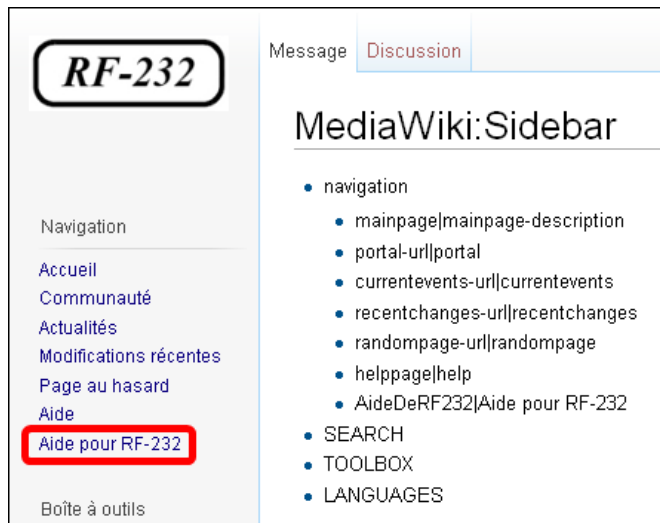 RF-232
Navigation
Accueil
Communauté
Actualités
Modifications récentes
Page au hasard
Aide
Aide pour RF-232
Boîte à outils
Message Discussion
MediaWiki:Sidebar
navigation
mainpage|mainpage-description
portal-url|portal
currentevents-url|currentevents
recentchanges-url|recentchanges
randompage-url|randompage
helppage|help
AideDeRF232|Aide pour RF-232
SEARCH
TOOLBOX
LANGUAGES